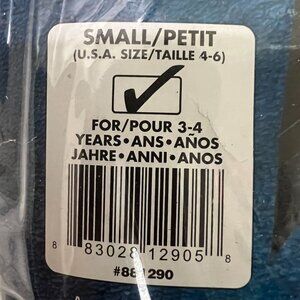 SMALL/PETIT
(U.S.A. SIZE/TAILLE 4-6)
FOR/POUR 3-4
YEARS•ANS•AÑOS
JAHRE•ANNI•ANOS
8 83028 12905 8
#881290